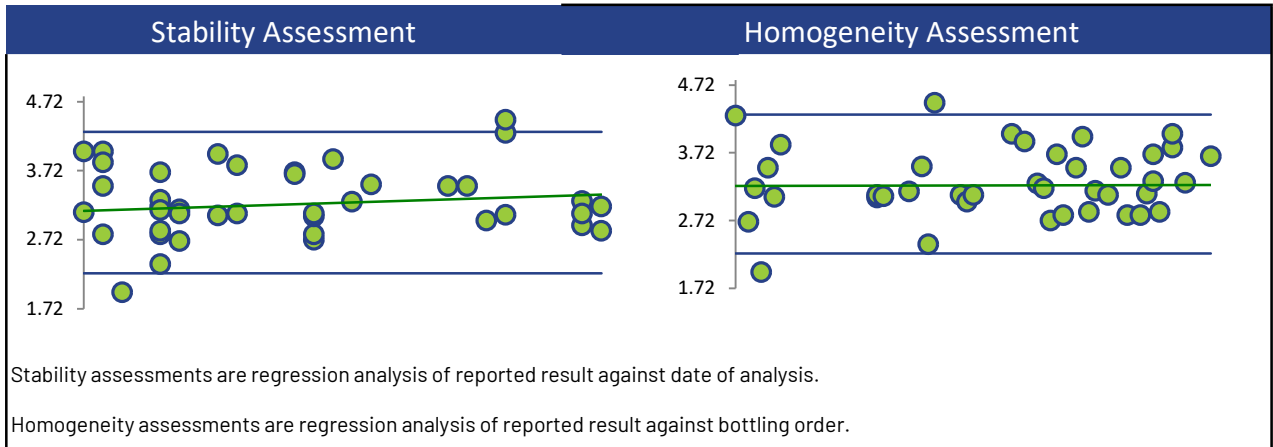 Stability Assessment
Homogeneity Assessment
4.72
3.72
2.72
1.72
4.72
3.72
2.72
1.72
Stability assessments are regression analysis of reported result against date of analysis.
Homogeneity assessments are regression analysis of reported result against bottling order.